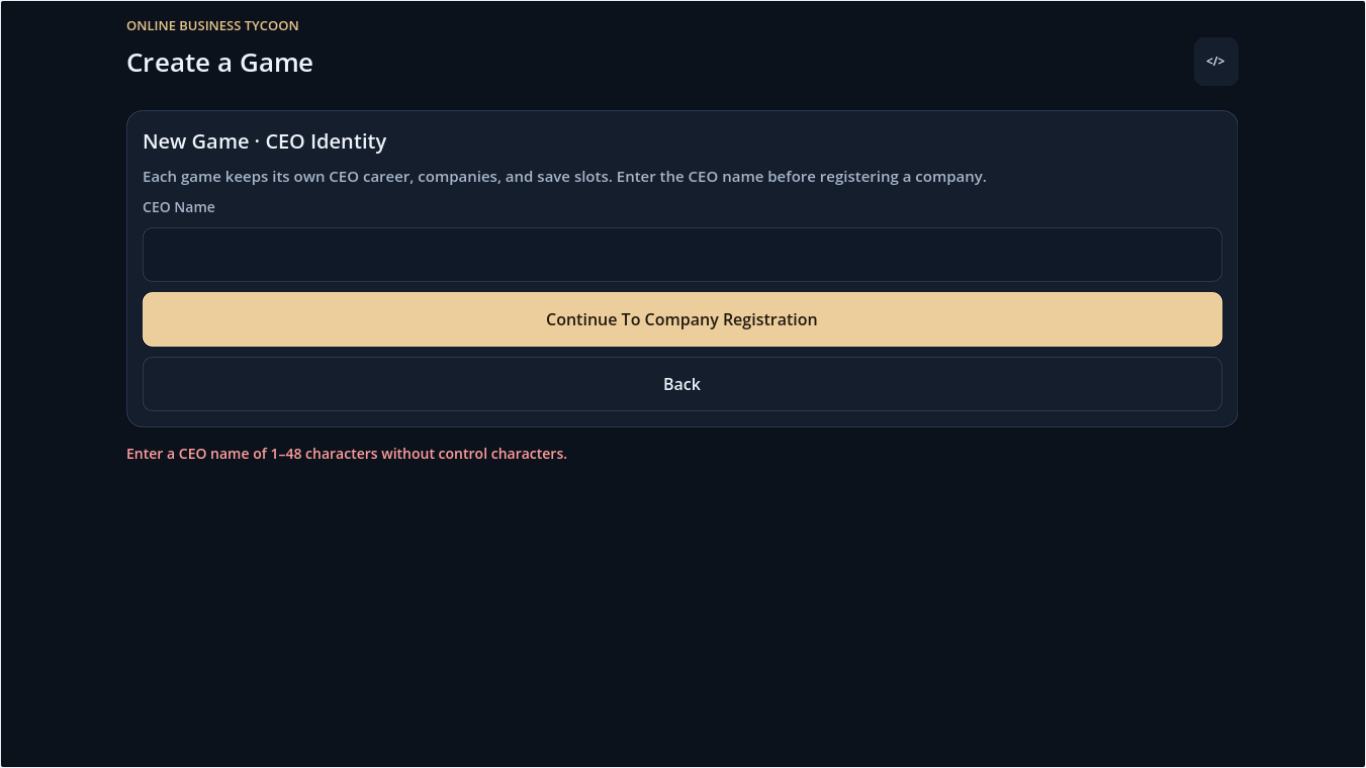 ONLINE BUSINESS TYCOON
Create a Game
</>
New Game · CEO Identity
Each game keeps its own CEO career, companies, and save slots. Enter the CEO name before registering a company.
CEO Name
Continue To Company Registration
Back
Enter a CEO name of 1–48 characters without control characters.